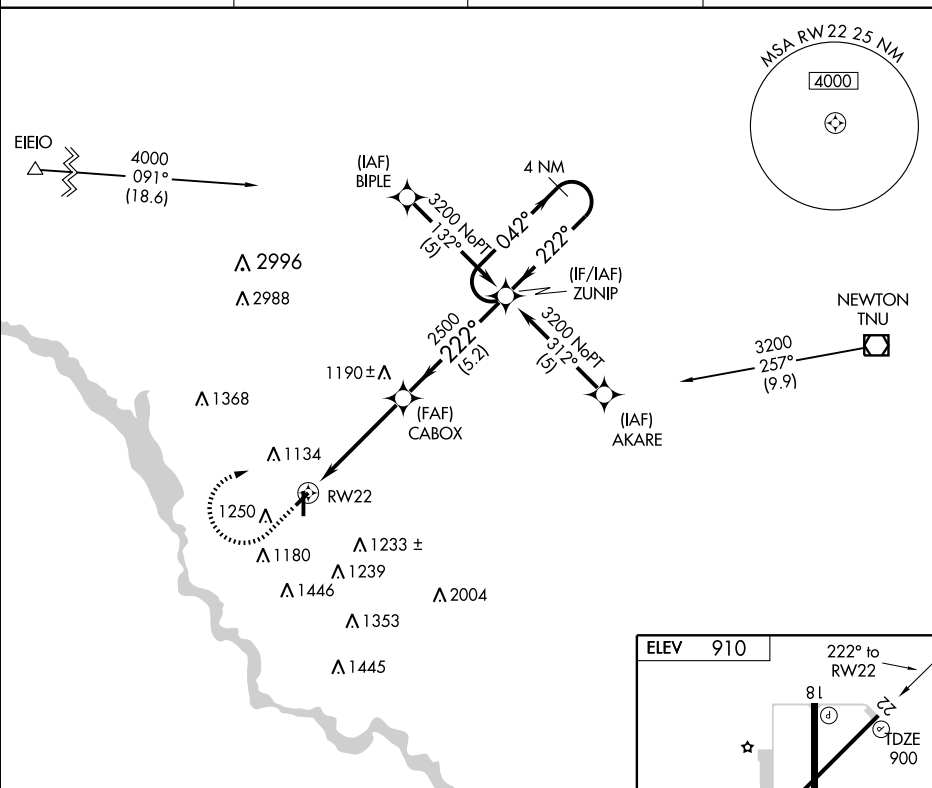 MSA RW22 25 NM
4000
EIEIO
4000
091°
(18.6)
(IAF)
BIPLE
4 NM
3200 NoPT
132°
(5)
042°
222°
2996
2988
(IF/IAF)
ZUNIP
NEWTON
TNU
3200
257°
(9.9)
2500
222°
(5.2)
3200 NoPT
312°
(5)
1190±
1368
(FAF)
CABOX
(IAF)
AKARE
1134
RW22
1250
1180
1233 ±
1239
1446
2004
1353
1445
ELEV 910
222° to
RW22
18
22
P
P
TDZE
900